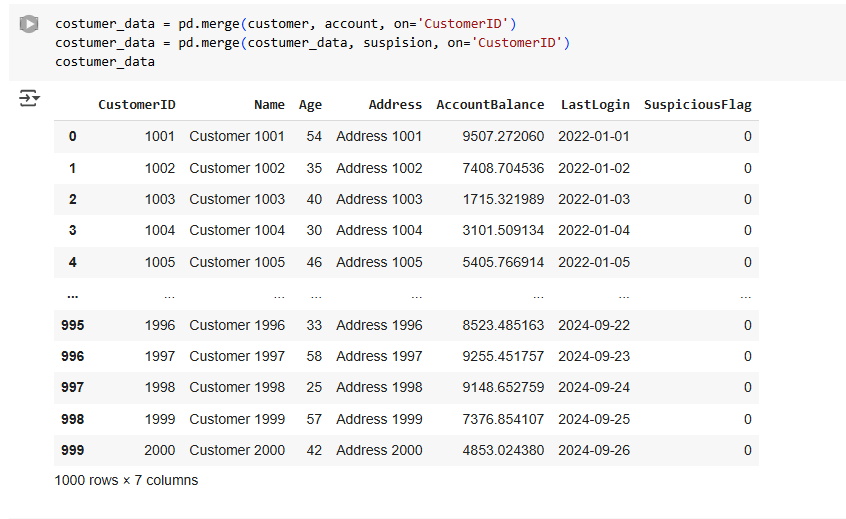 costumer_data = pd.merge(customer, account, on='CustomerID')
costumer_data = pd.merge(costumer_data, suspision, on='CustomerID')
costumer_data
CustomerID Name Age Address AccountBalance LastLogin SuspiciousFlag
0 1001 Customer 1001 54 Address 1001 9507.272060 2022-01-01 0
1 1002 Customer 1002 35 Address 1002 7408.704536 2022-01-02 0
2 1003 Customer 1003 40 Address 1003 1715.321989 2022-01-03 0
3 1004 Customer 1004 30 Address 1004 3101.509134 2022-01-04 0
4 1005 Customer 1005 46 Address 1005 5405.766914 2022-01-05 0
... ... ... ... ... ... ... ...
995 1996 Customer 1996 33 Address 1996 8523.485163 2024-09-22 0
996 1997 Customer 1997 58 Address 1997 9255.451757 2024-09-23 0
997 1998 Customer 1998 25 Address 1998 9148.652759 2024-09-24 0
998 1999 Customer 1999 57 Address 1999 7376.854107 2024-09-25 0
999 2000 Customer 2000 42 Address 2000 4853.024380 2024-09-26 0
1000 rows × 7 columns